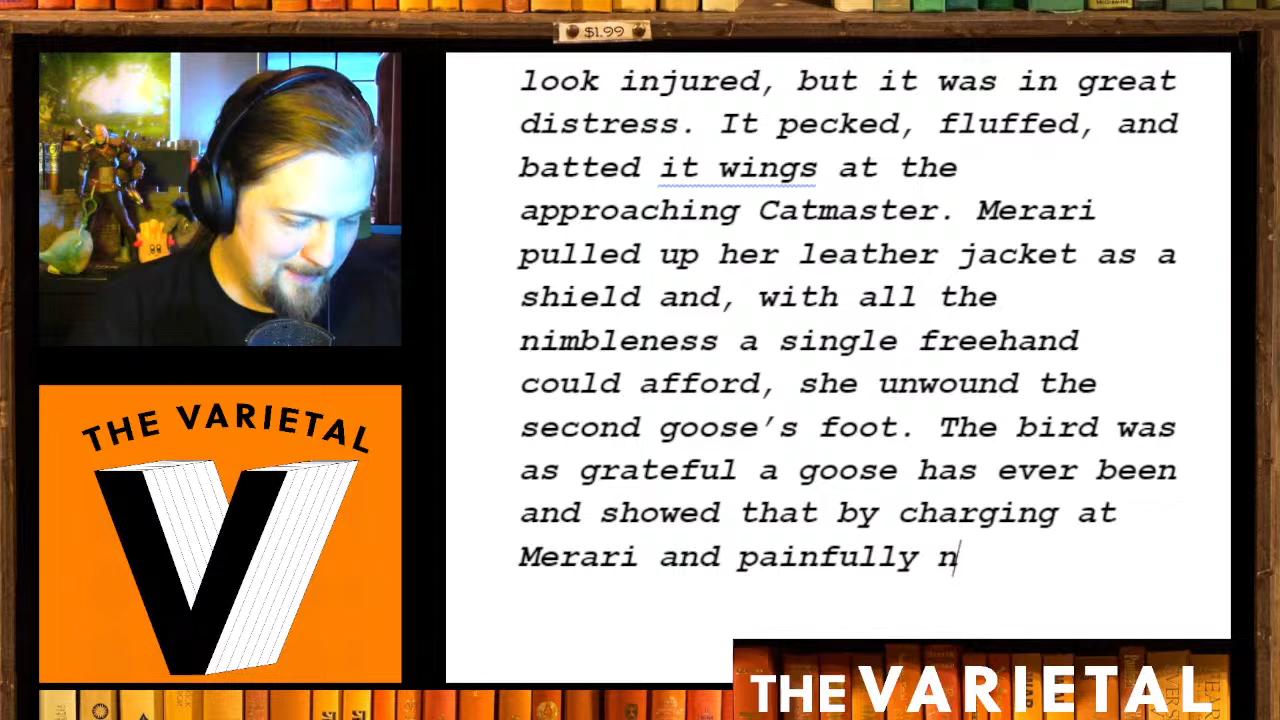 $1.99
look injured, but it was in great
distress. It pecked, fluffed, and
batted it wings at the
approaching Catmaster. Merari
pulled up her leather jacket as a
shield and, with all the
nimbleness a single freehand
could afford, she unwound the
second goose’s foot. The bird was
as grateful a goose has ever been
and showed that by charging at
Merari and painfully n
THE VARIETAL
V
THE VARIETAL